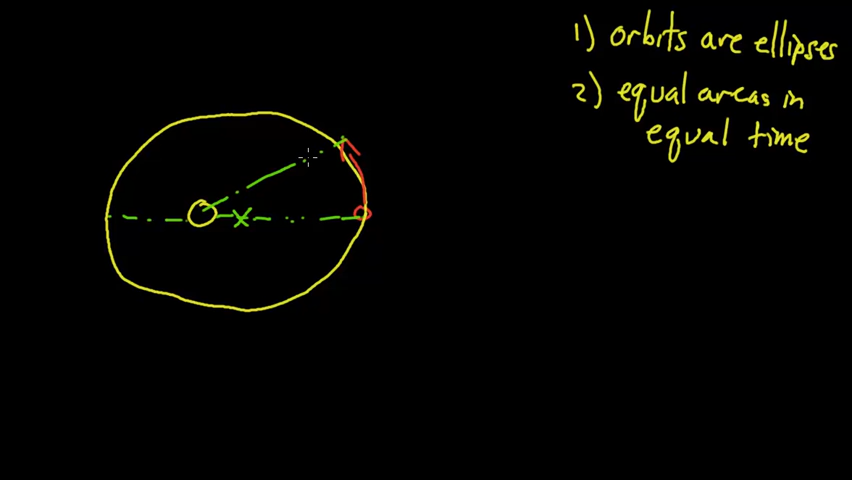 1) orbits are ellipses
2) equal areas in
equal time